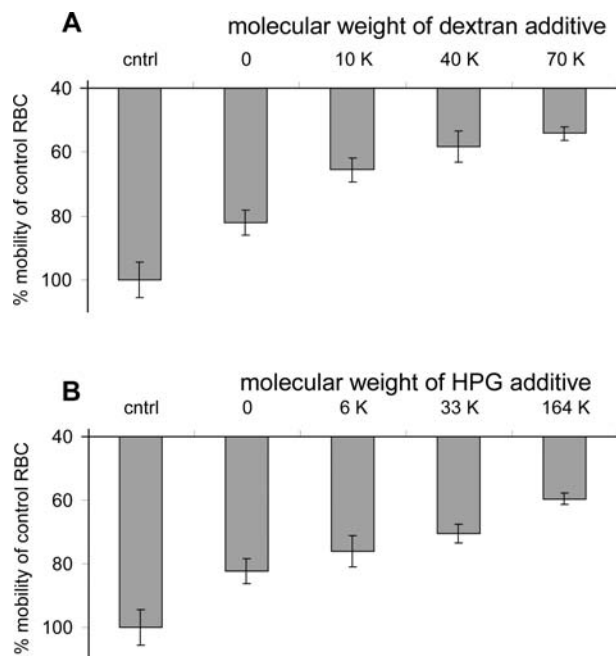 A
molecular weight of dextran additive
cntrl 0 10 K 40 K 70 K
40
60
80
100
% mobility of control RBC
B
molecular weight of HPG additive
cntrl 0 6 K 33 K 164 K
40
60
80
100
% mobility of control RBC